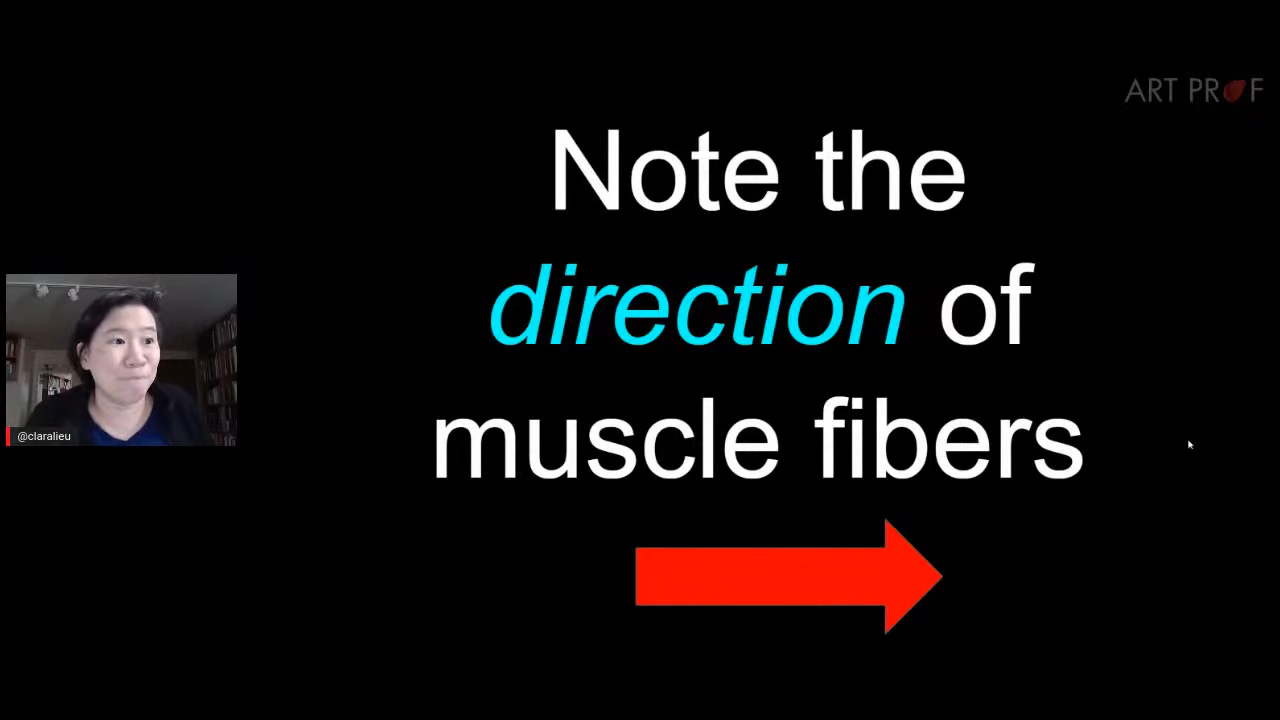 ART PROF
Note the
direction of
muscle fibers
@claralieu